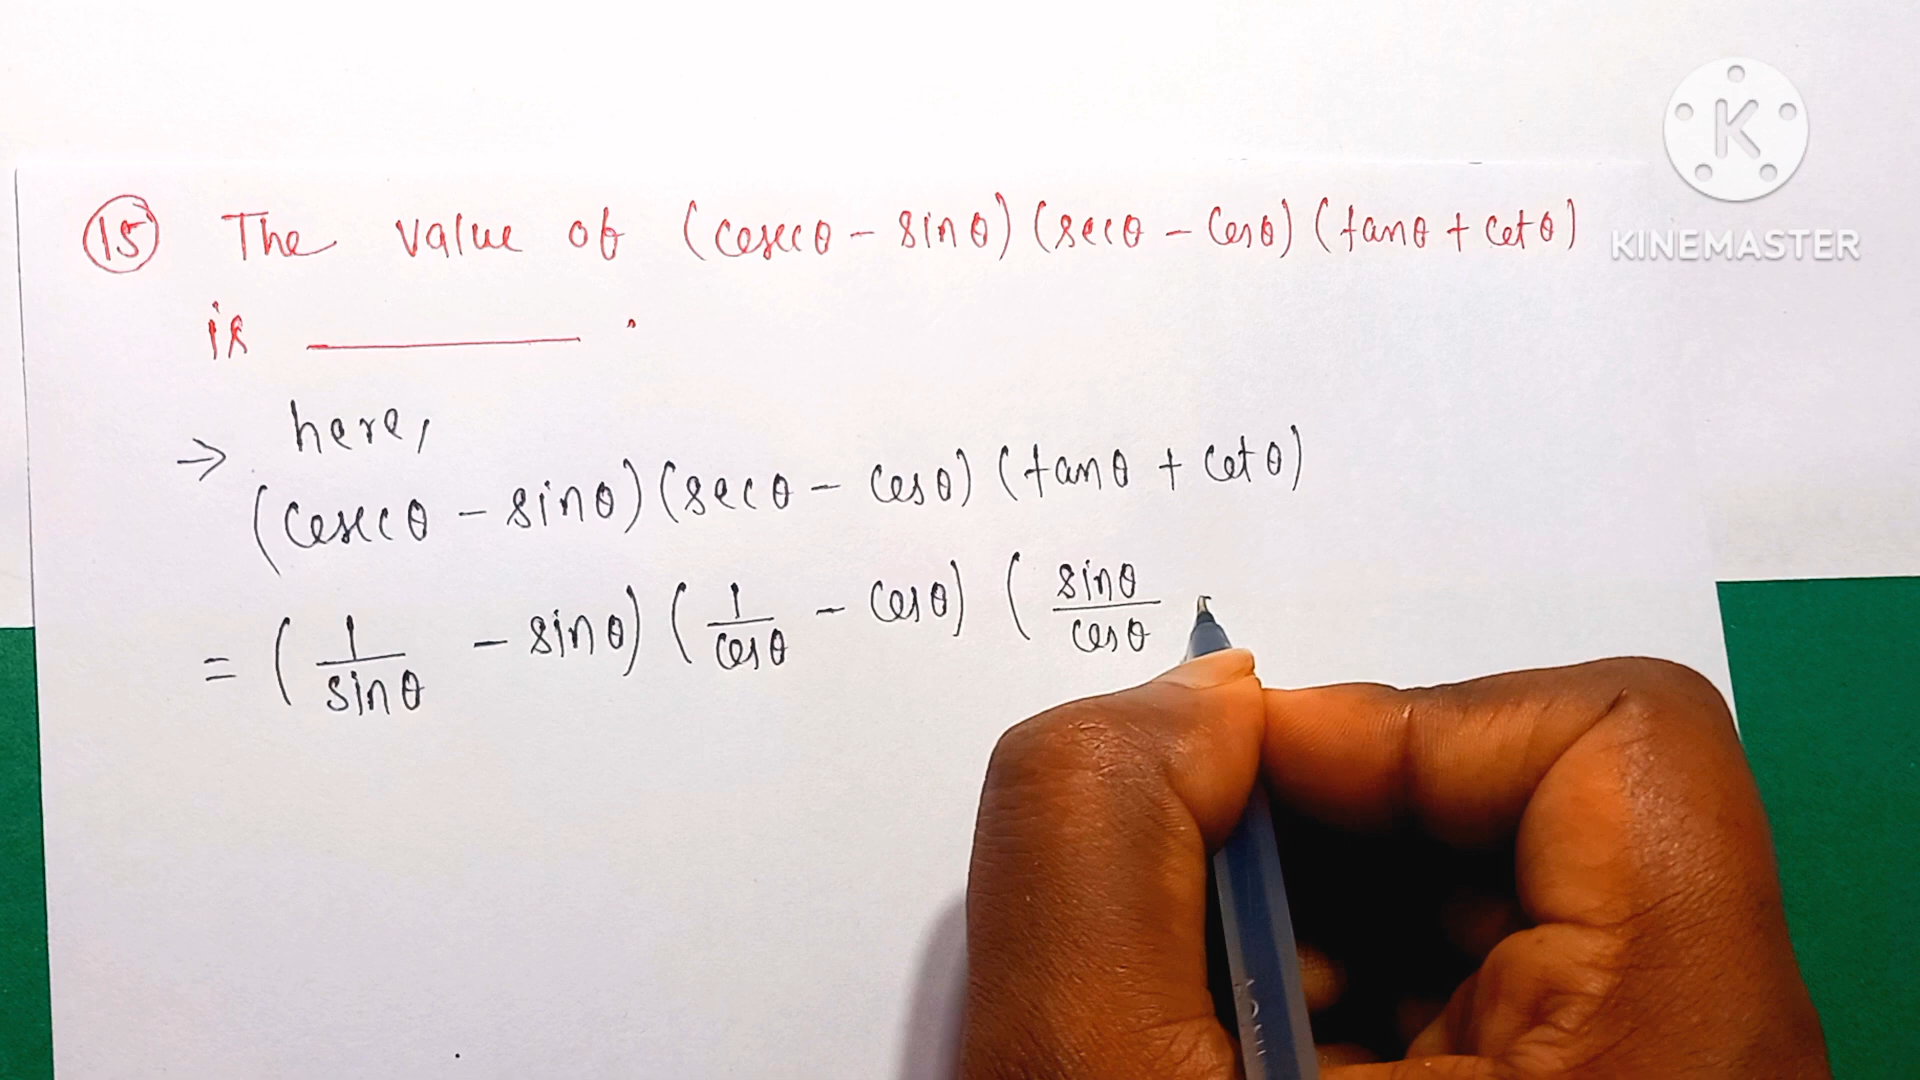 K
KINEMASTER
(15) The value of (cosecθ - sinθ) (secθ - cosθ) (tanθ + cotθ)
is ________ .
→ here,
(cosecθ - sinθ) (secθ - cosθ) (tanθ + cotθ)
= (1/sinθ - sinθ) (1/cosθ - cosθ) (sinθ/cosθ